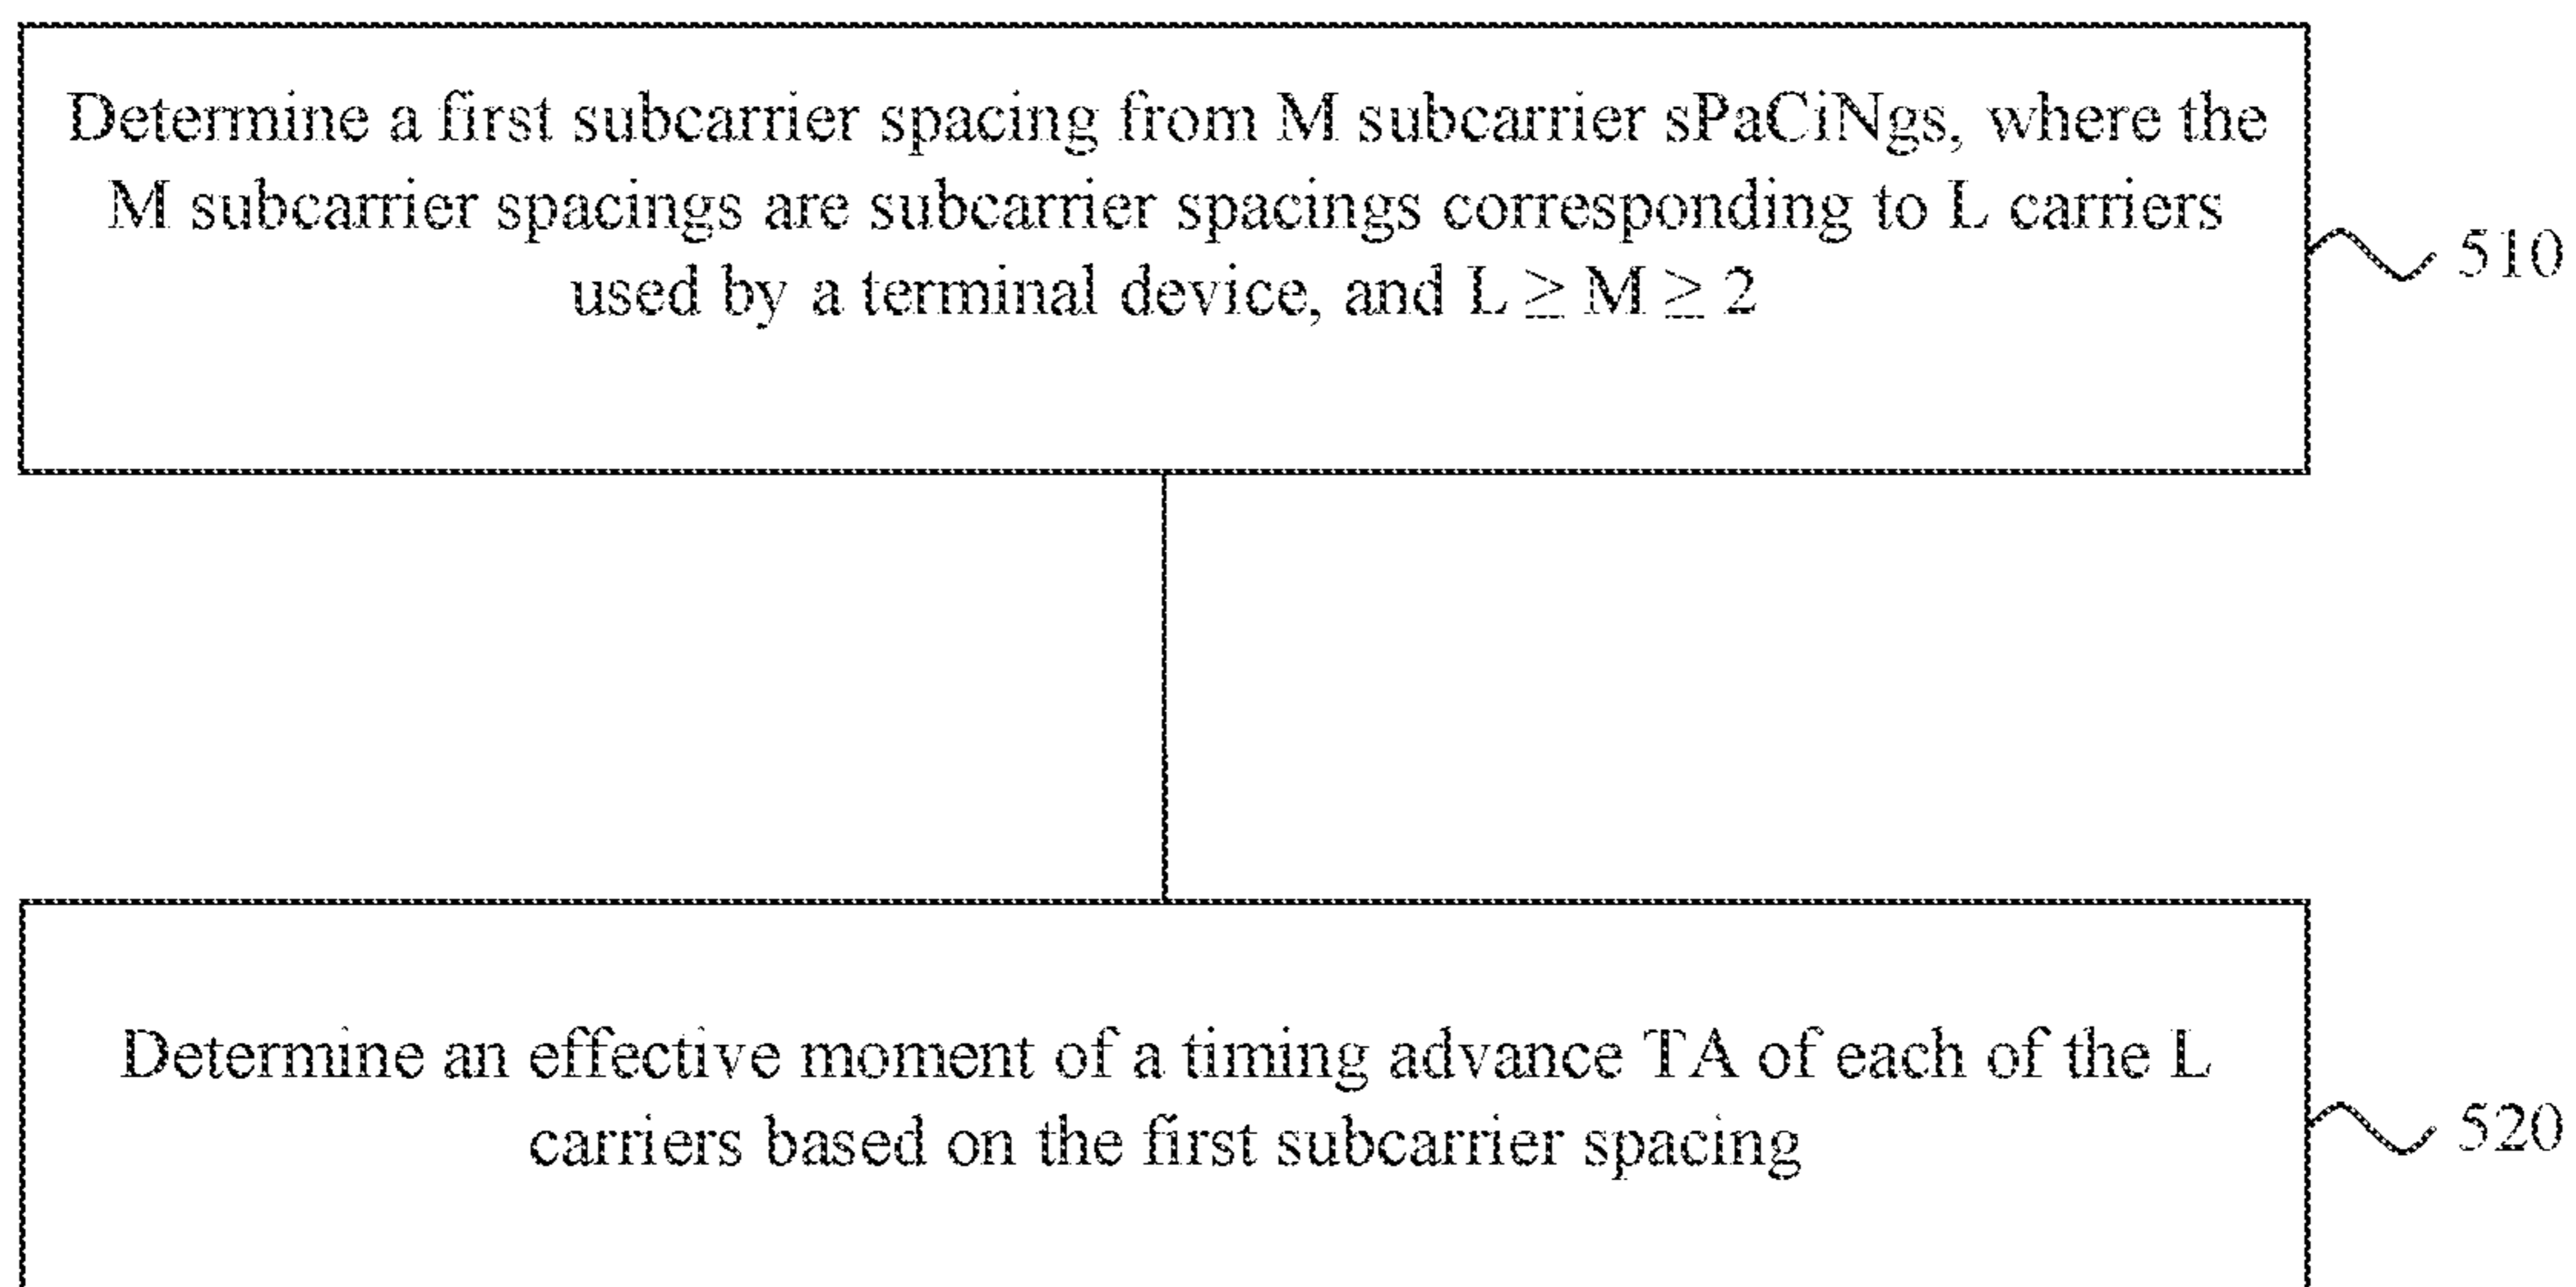 Determine a first subcarrier spacing from M subcarrier sPaCiNgs, where the
M subcarrier spacings are subcarrier spacings corresponding to L carriers
used by a terminal device, and L ≥ M ≥ 2
510
Determine an effective moment of a timing advance TA of each of the L
carriers based on the first subcarrier spacing
520